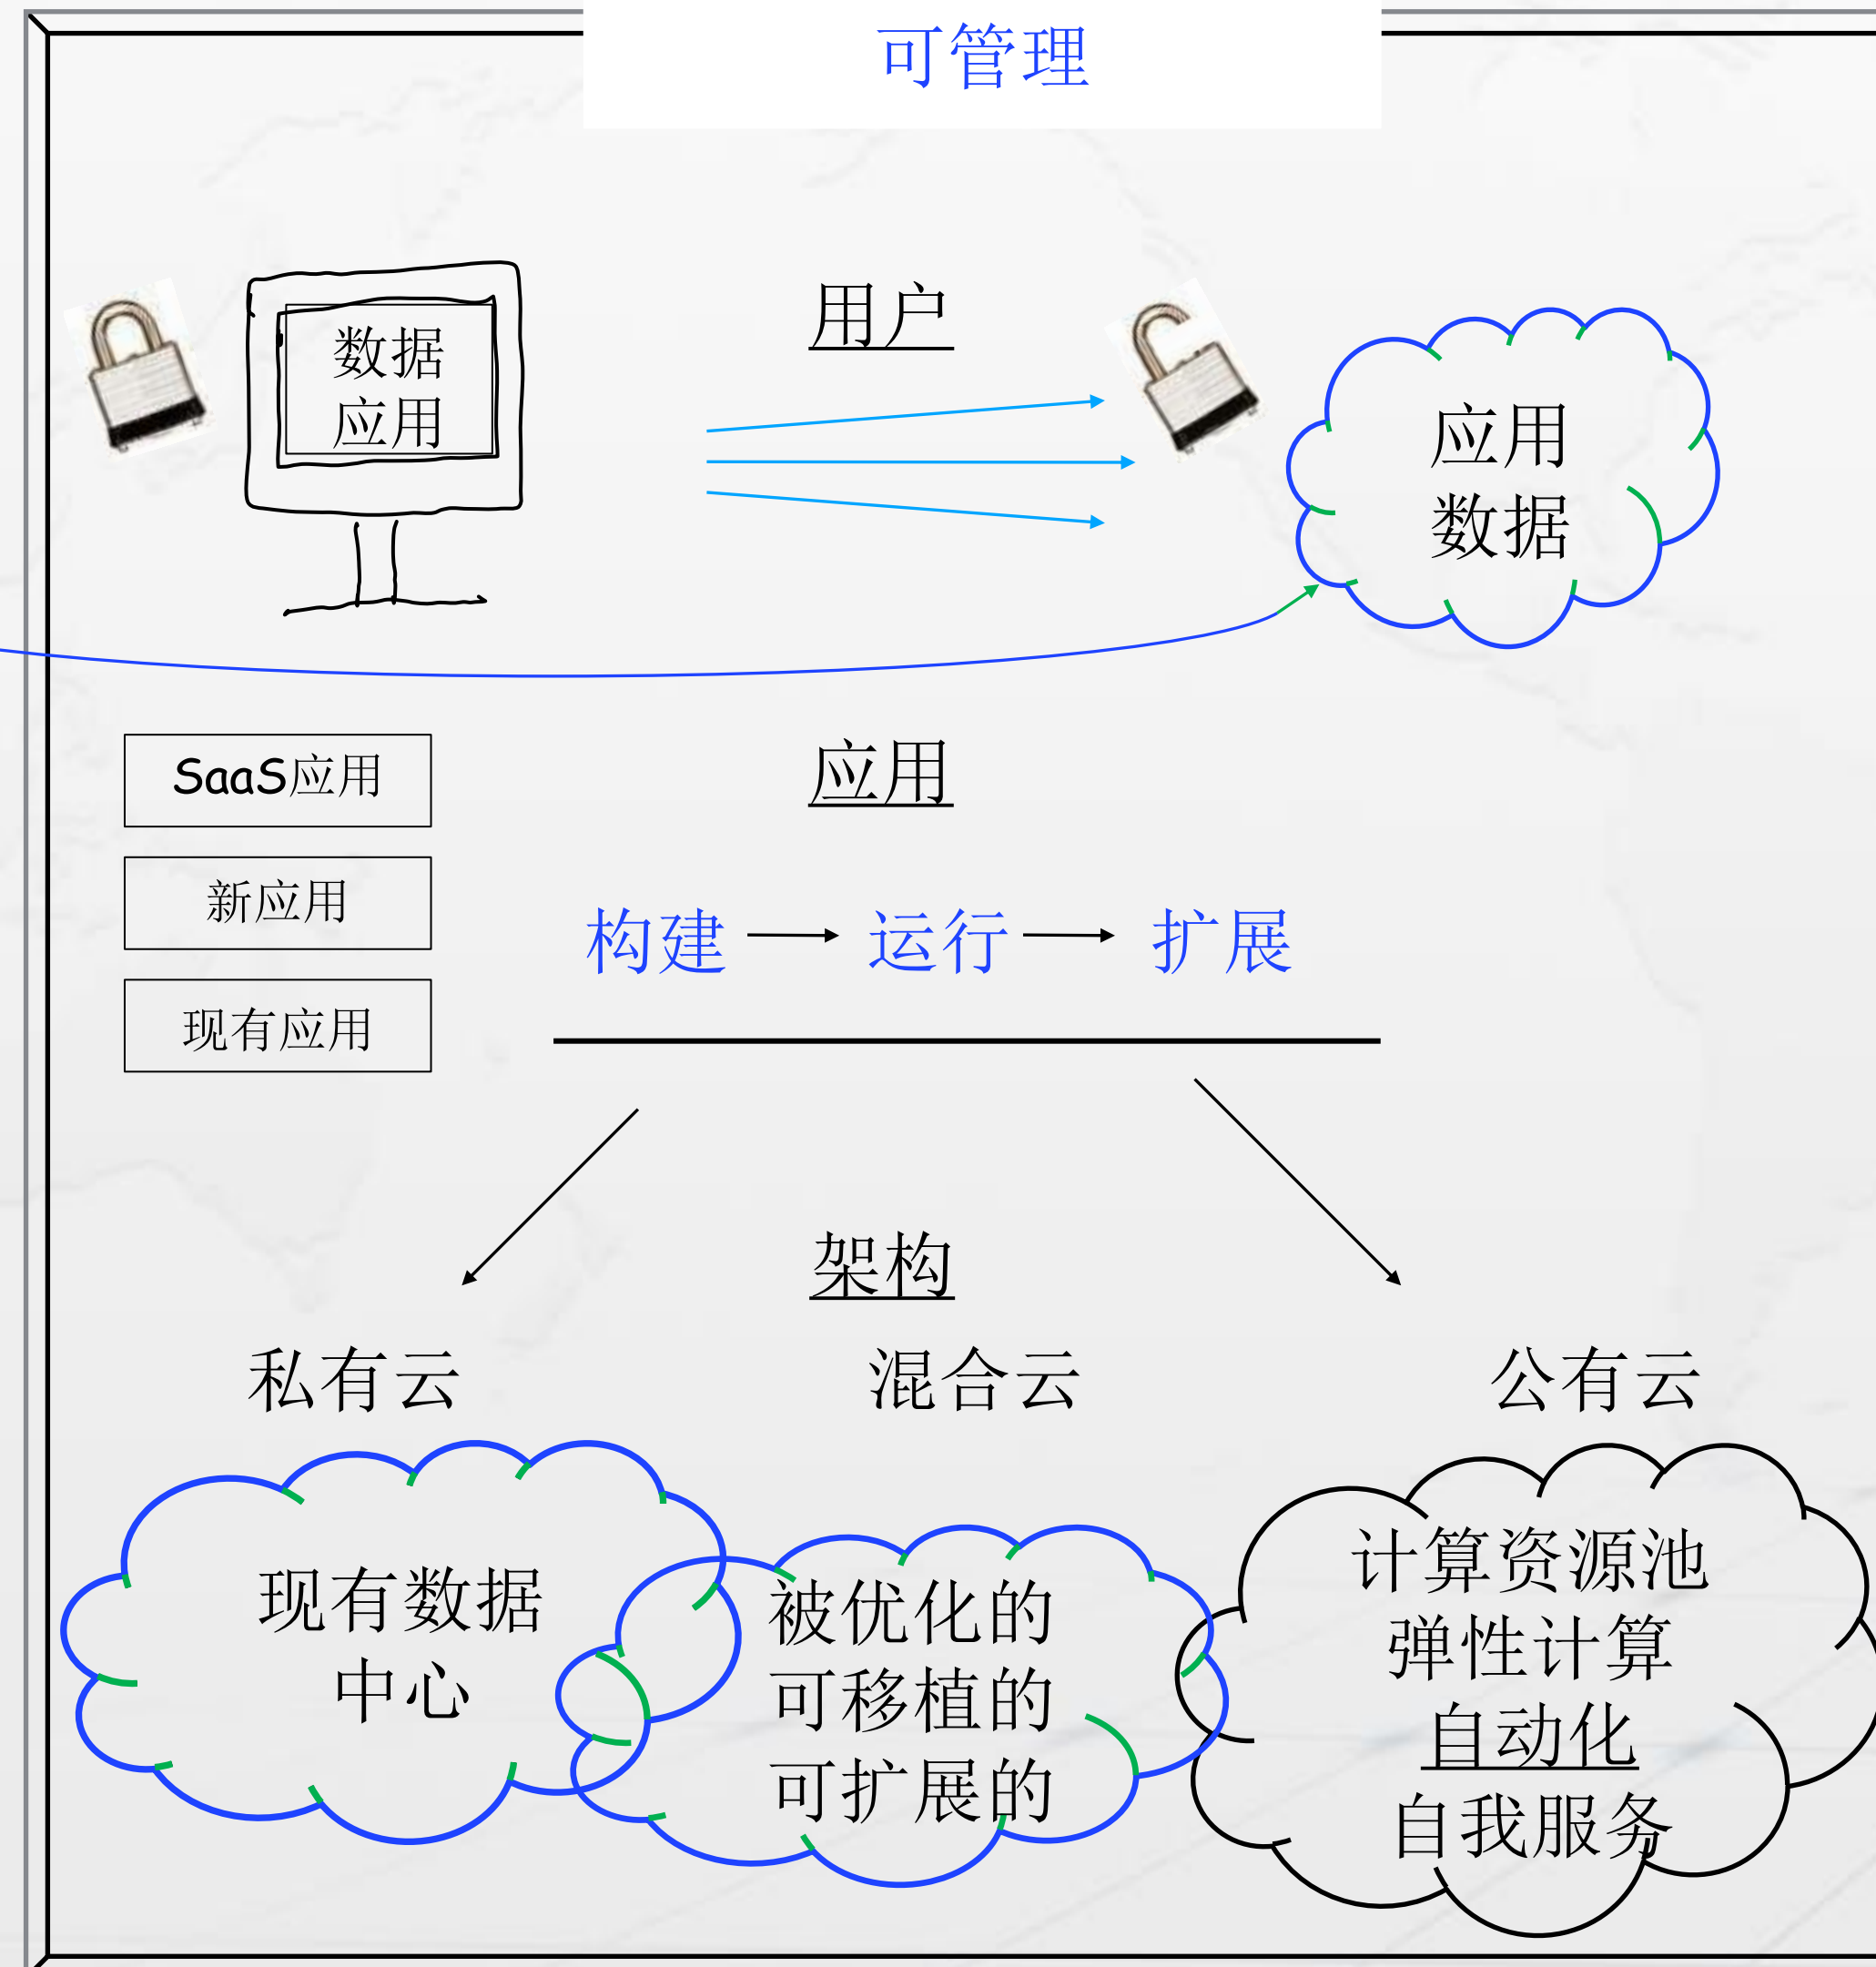 可管理
数据
应用
用户
应用
数据
SaaS应用
新应用
现有应用
应用
构建
运行
扩展
架构
私有云
混合云
公有云
现有数据
中心
被优化的
可移植的
可扩展的
计算资源池
弹性计算
自动化
自我服务